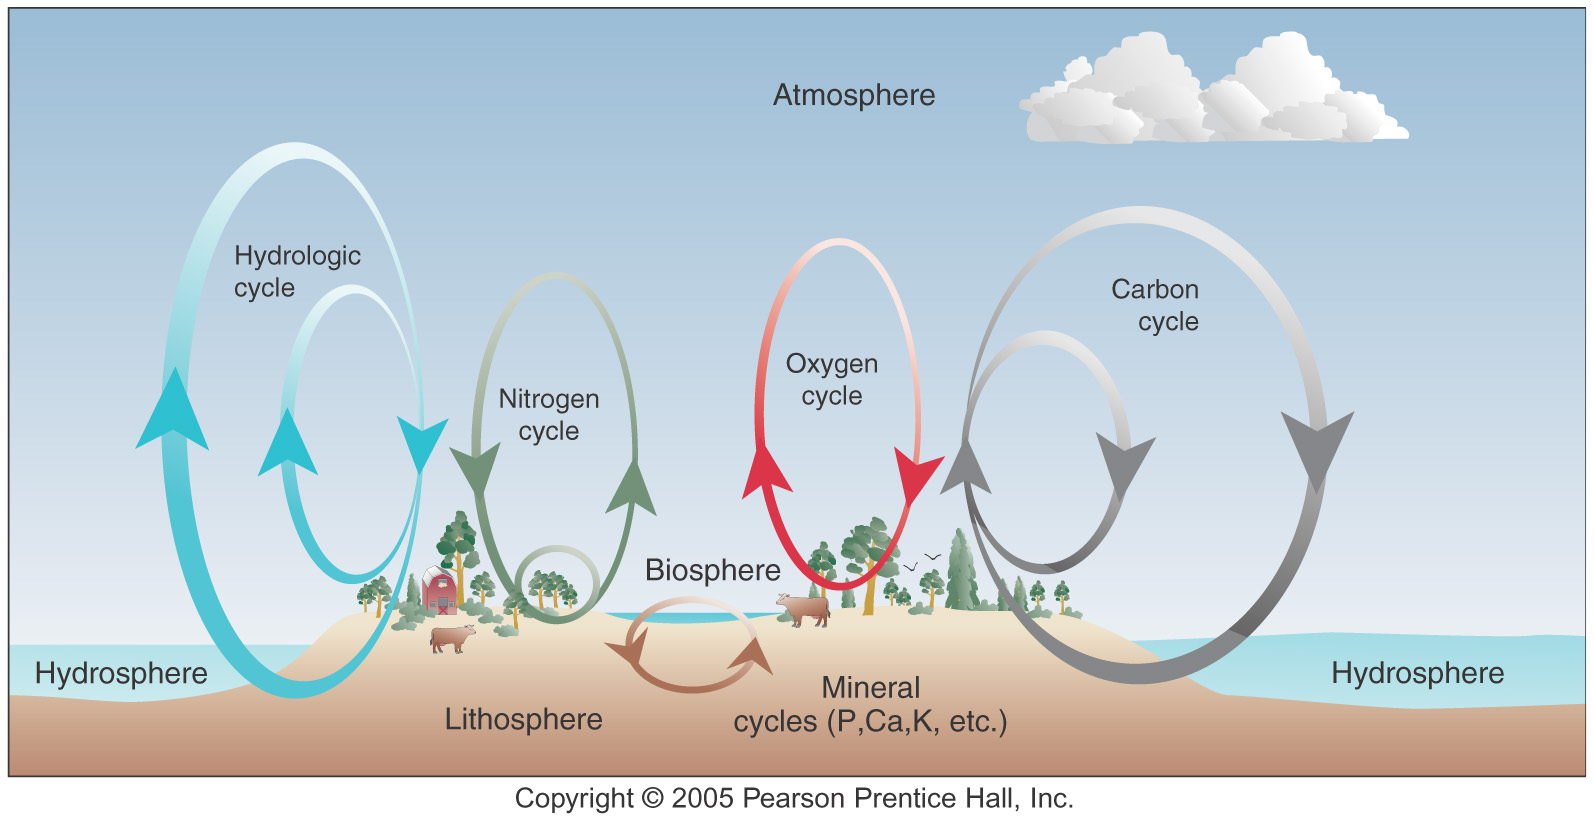 Atmosphere
Hydrologic
cycle
Nitrogen
cycle
Oxygen
cycle
Carbon
cycle
Biosphere
Hydrosphere
Lithosphere
Mineral
cycles (P,Ca,K, etc.)
Hydrosphere
Copyright © 2005 Pearson Prentice Hall, Inc.